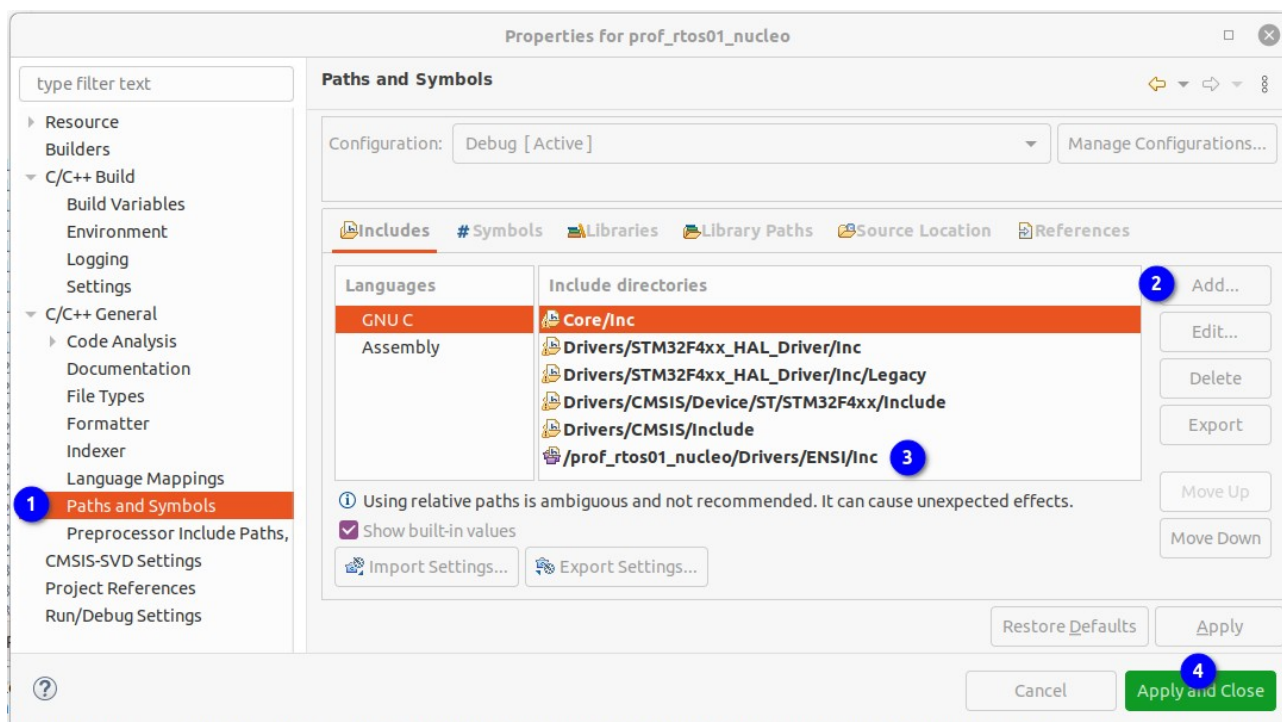 Properties for prof_rtos01_nucleo
type filter text
Paths and Symbols
Resource
Builders
C/C++ Build
Build Variables
Environment
Logging
Settings
C/C++ General
Code Analysis
Documentation
File Types
Formatter
Indexer
Language Mappings
1 Paths and Symbols
Preprocessor Include Paths,
CMSIS-SVD Settings
Project References
Run/Debug Settings
Configuration: Debug [ Active ] Manage Configurations...
Includes # Symbols Libraries Library Paths Source Location References
Languages Include directories 2 Add...
GNU C Core/Inc
Edit...
Assembly Drivers/STM32F4xx_HAL_Driver/Inc
Drivers/STM32F4xx_HAL_Driver/Inc/Legacy
Delete
Drivers/CMSIS/Device/ST/STM32F4xx/Include
Drivers/CMSIS/Include
Export
/prof_rtos01_nucleo/Drivers/ENSI/Inc 3
Move Up
Using relative paths is ambiguous and not recommended. It can cause unexpected effects.
Show built-in values
Move Down
Import Settings... Export Settings...
Restore Defaults Apply
4
Cancel Apply and Close